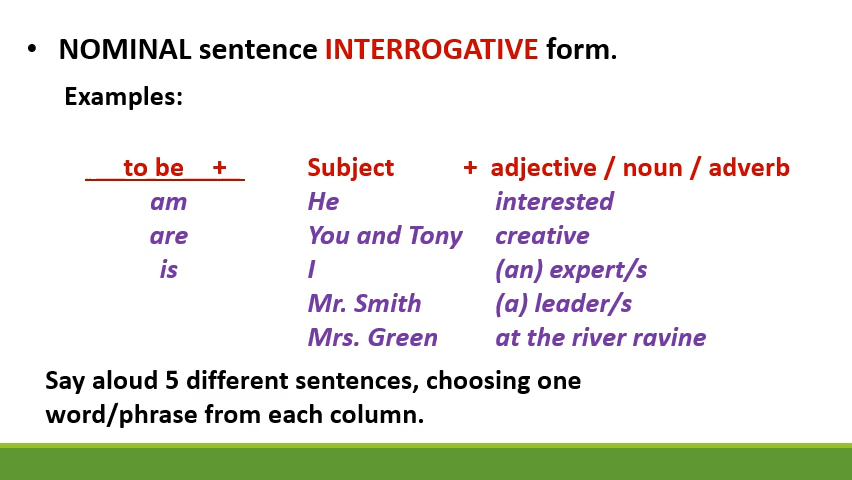 • NOMINAL sentence INTERROGATIVE form.
Examples:
to be + Subject + adjective / noun / adverb
am He interested
are You and Tony creative
is I (an) expert/s
Mr. Smith (a) leader/s
Mrs. Green at the river ravine
Say aloud 5 different sentences, choosing one
word/phrase from each column.